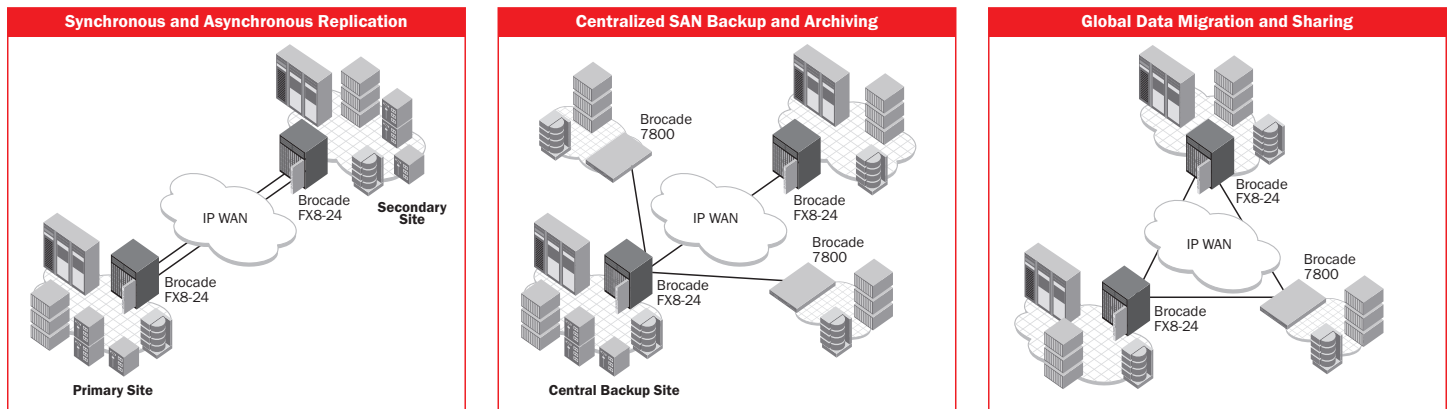 Synchronous and Asynchronous Replication
IP WAN
Brocade
FX8-24
Secondary
Site
Brocade
FX8-24
Primary Site
Centralized SAN Backup and Archiving
Brocade
7800
IP WAN
Brocade
FX8-24
Brocade
7800
Brocade
FX8-24
Central Backup Site
Global Data Migration and Sharing
Brocade
FX8-24
IP WAN
Brocade
7800
Brocade
FX8-24